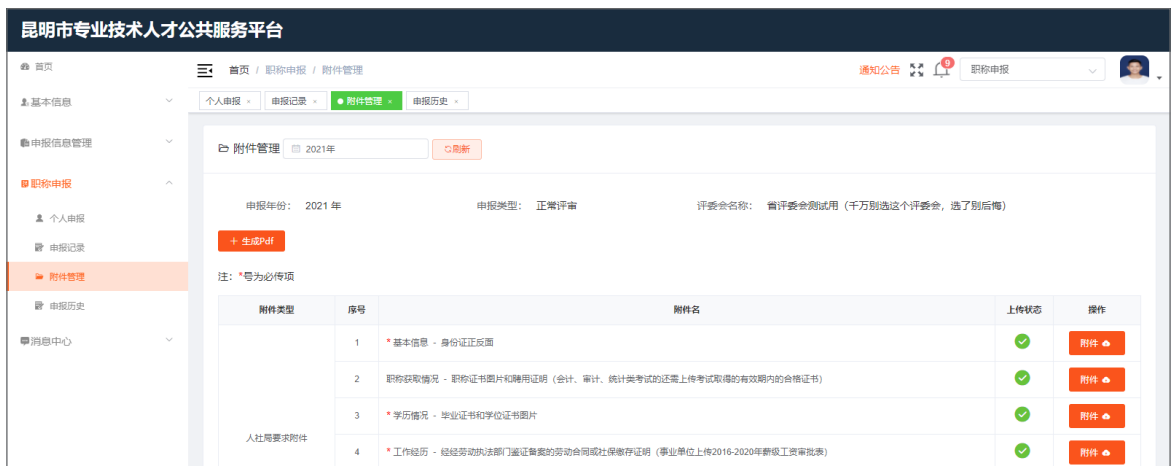 昆明市专业技术人才公共服务平台
首页
首页 / 职称申报 / 附件管理
通知公告
9
职称申报
基本信息
个人申报 ×
申报记录 ×
附件管理 ×
申报历史 ×
申报信息管理
附件管理
2021年
刷新
职称申报
申报年份： 2021 年
申报类型： 正常评审
评委会名称： 省评委会测试用（千万别选这个评委会，选了别后悔）
个人申报
+ 生成Pdf
申报记录
附件管理
注：*号为必传项
申报历史
附件类型
序号
附件名
上传状态
操作
消息中心
1
* 基本信息 - 身份证正反面
附件
2
职称获取情况 - 职称证书图片和聘用证明（会计、审计、统计类考试的还需上传考试取得的有效期内的合格证书）
附件
3
* 学历情况 - 毕业证书和学位证书图片
附件
人社局要求附件
4
* 工作经历 - 经经劳动执法部门鉴证备案的劳动合同或社保缴存证明（事业单位上传2016-2020年薪级工资审批表）
附件